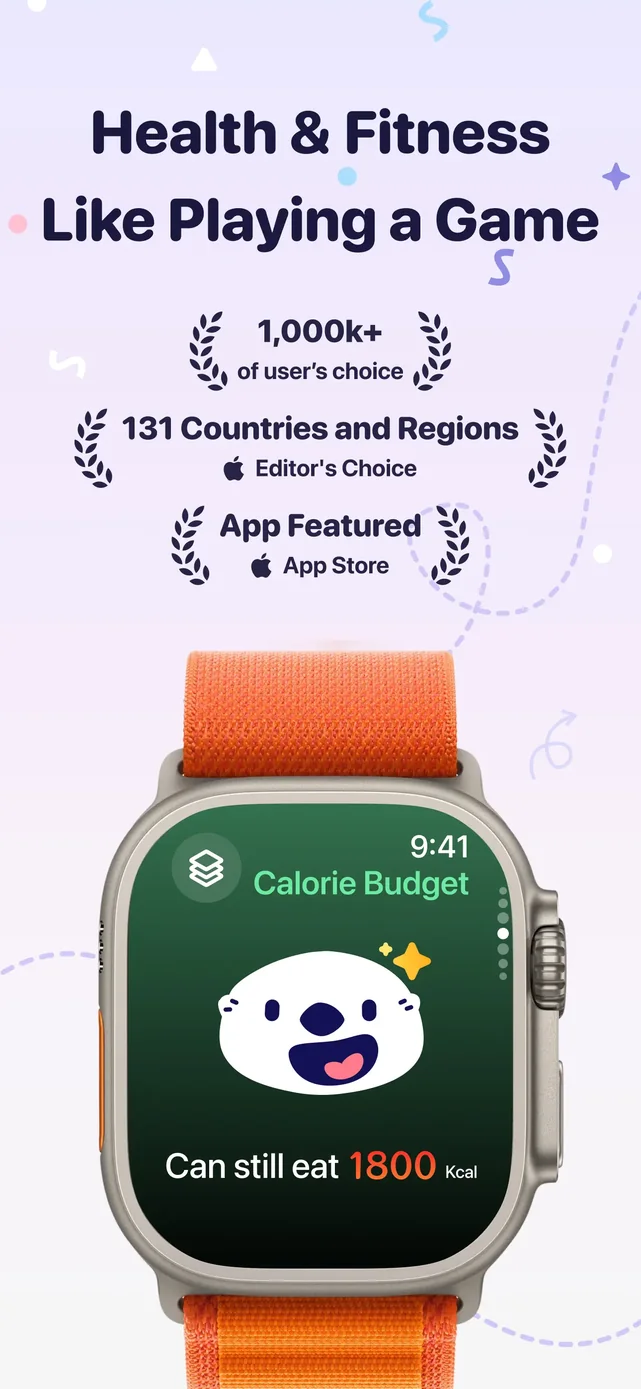 Health & Fitness
Like Playing a Game
1,000k+
of user's choice
131 Countries and Regions
Editor's Choice
App Featured
App Store
9:41
Calorie Budget
Can still eat 1800 Kcal